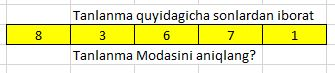 Tanlanma quyidagicha sonlardan iborat
8 3 6 7 1
Tanlanma Modasini aniqlang?